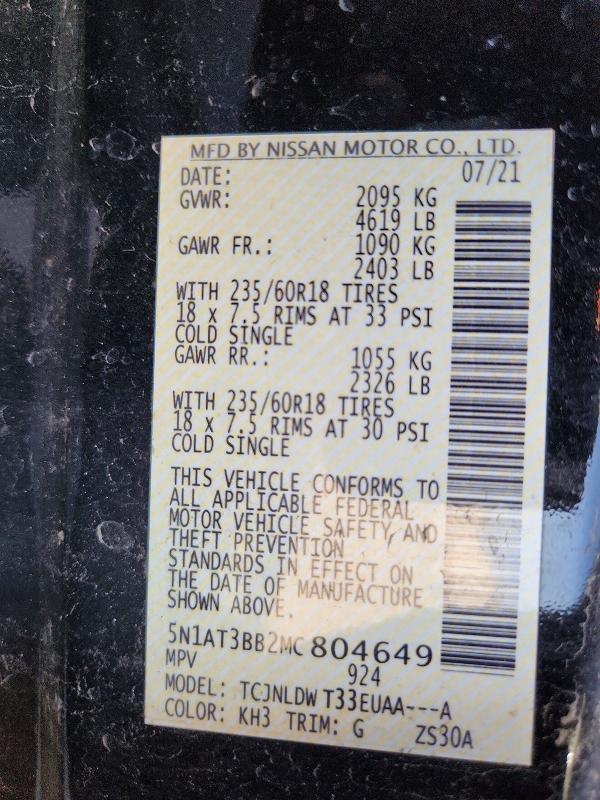 MFD BY NISSAN MOTOR CO., LTD.
DATE: 07/21
GVWR: 2095 KG
4619 LB
GAWR FR.: 1090 KG
2403 LB
WITH 235/60R18 TIRES
18 x 7.5 RIMS AT 33 PSI
COLD SINGLE
GAWR RR.: 1055 KG
2326 LB
WITH 235/60R18 TIRES
18 x 7.5 RIMS AT 30 PSI
COLD SINGLE
THIS VEHICLE CONFORMS TO
ALL APPLICABLE FEDERAL
MOTOR VEHICLE SAFETY AND
THEFT PREVENTION
STANDARDS IN EFFECT ON
THE DATE OF MANUFACTURE
SHOWN ABOVE.
5N1AT3BB2MC 804649
MPV 924
MODEL: TCJNLDW T33EUAA---A
COLOR: KH3 TRIM: G ZS30A